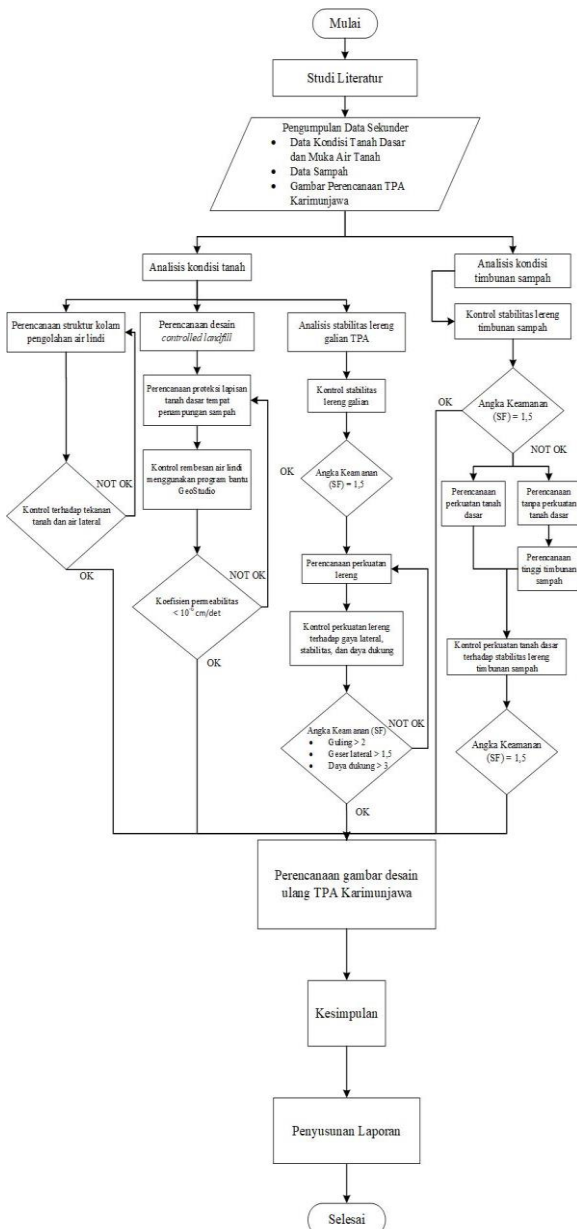 Mulai
Studi Literatur
Pengumpulan Data Sekunder
• Data Kondisi Tanah Dasar
dan Muka Air Tanah
• Data Sampah
• Gambar Perencanaan TPA
Karimunjawa
Analisis kondisi tanah
Analisis kondisi
timbunan sampah
Perencanaan struktur kolam
pengolahan air lindi
Perencanaan desain
controlled landfill
Analisis stabilitas lereng
galian TPA
Kontrol stabilitas lereng
timbunan sampah
Perencanaan proteksi lapisan
tanah dasar tempat
penampungan sampah
Kontrol stabilitas
lereng galian
OK
Angka Keamanan
(SF) = 1,5
NOT OK
Kontrol rembesan air lindi
menggunakan program bantu
GeoStudio
OK
Angka Keamanan
(SF) = 1,5
Perencanaan
perkuatan tanah
dasar
Perencanaan
tanpa perkuatan
tanah dasar
NOT OK
Kontrol terhadap tekanan
tanah dan air lateral
OK
Perencanaan perkuatan
lereng
Perencanaan
tinggi timbunan
sampah
NOT OK
Koefisien permeabilitas
< 10⁻⁶ cm/det
OK
Kontrol perkuatan lereng
terhadap gaya lateral,
stabilitas, dan daya dukung
Kontrol perkuatan tanah dasar
terhadap stabilitas lereng
timbunan sampah
NOT OK
Angka Keamanan (SF)
• Guling > 2
• Geser lateral > 1,5
• Daya dukung > 3
OK
Angka Keamanan
(SF) = 1,5
OK
Perencanaan gambar desain
ulang TPA Karimunjawa
Kesimpulan
Penyusunan Laporan
Selesai